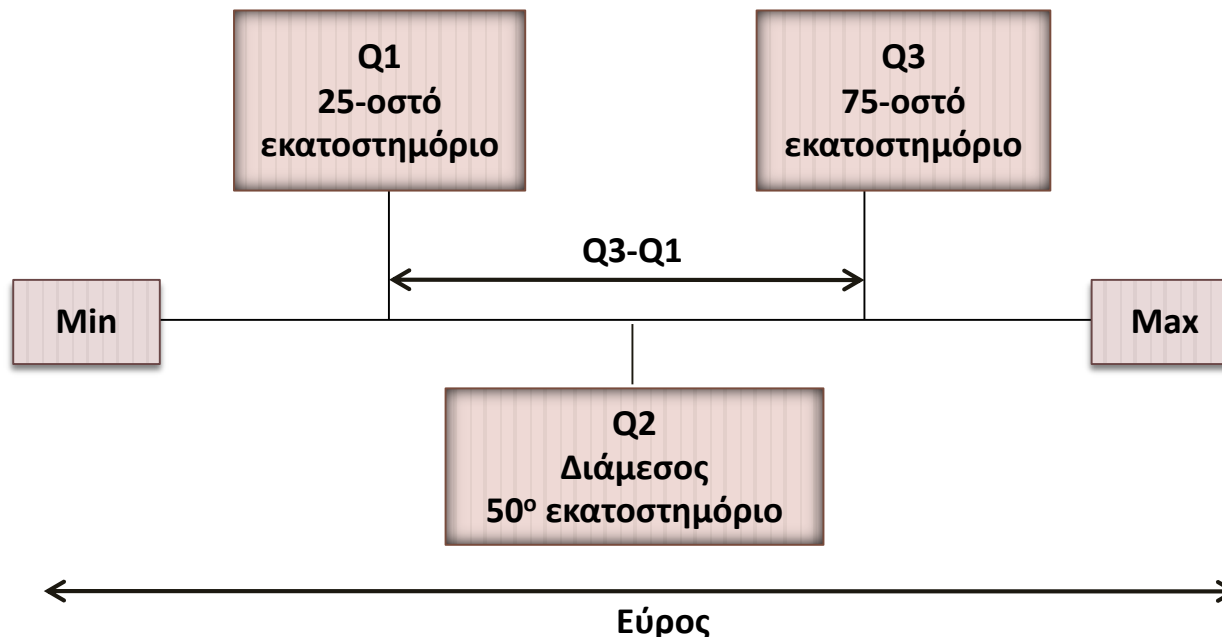 Q1
25-οστό
εκατοστημόριο
Q3
75-οστό
εκατοστημόριο
Q3-Q1
Min
Max
Q2
Διάμεσος
50ο εκατοστημόριο
Εύρος